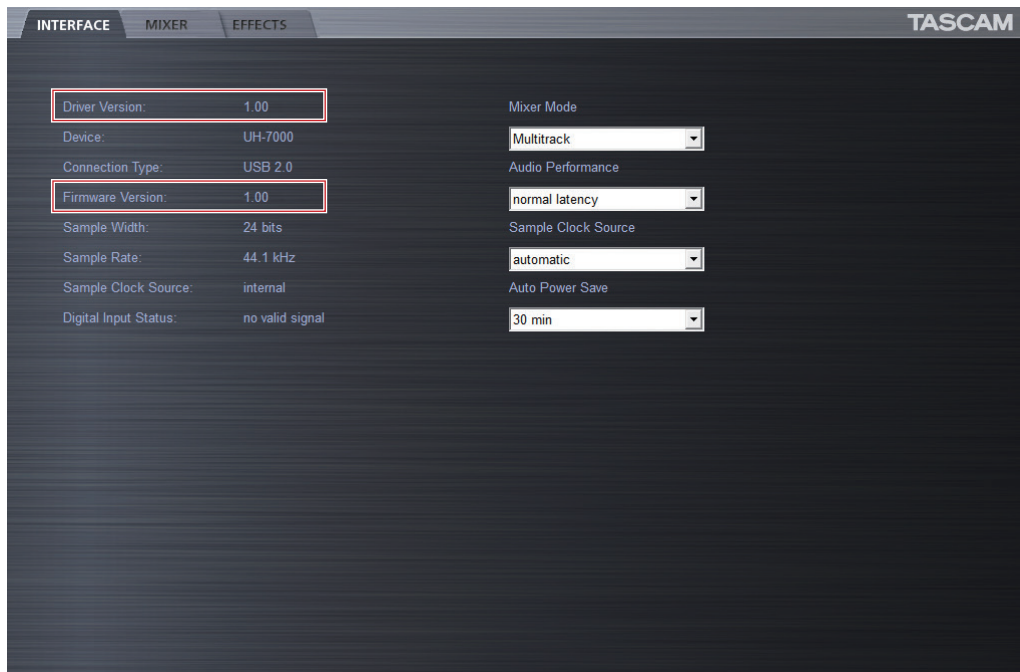 INTERFACE MIXER EFFECTS TASCAM
Driver Version: 1.00
Device: UH-7000
Connection Type: USB 2.0
Firmware Version: 1.00
Sample Width: 24 bits
Sample Rate: 44.1 kHz
Sample Clock Source: internal
Digital Input Status: no valid signal
Mixer Mode
Multitrack
Audio Performance
normal latency
Sample Clock Source
automatic
Auto Power Save
30 min